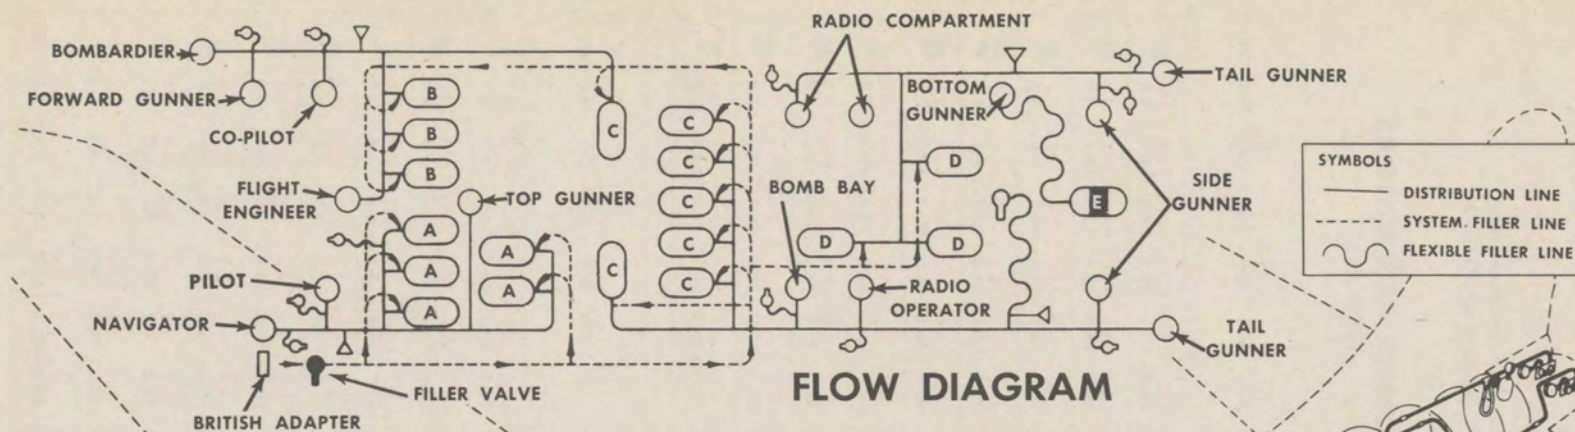 RADIO COMPARTMENT
BOMBARDIER
FORWARD GUNNER
CO-PILOT
B
B
B
C
C
C
C
C
C
C
BOTTOM
GUNNER
TAIL GUNNER
FLIGHT
ENGINEER
TOP GUNNER
BOMB BAY
D
D
D
E
SIDE
GUNNER
SYMBOLS
DISTRIBUTION LINE
SYSTEM FILLER LINE
FLEXIBLE FILLER LINE
A
A
A
A
A
PILOT
NAVIGATOR
RADIO
OPERATOR
TAIL
GUNNER
FILLER VALVE
BRITISH ADAPTER
FLOW DIAGRAM